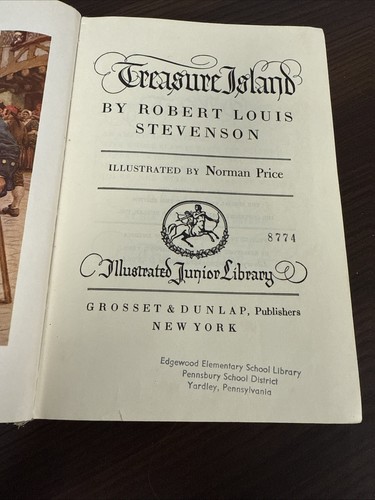 Treasure Island
BY ROBERT LOUIS
STEVENSON
ILLUSTRATED BY Norman Price
8774
Illustrated Junior Library
GROSSET & DUNLAP, Publishers
NEW YORK
Edgewood Elementary School Library
Pennsbury School District
Yardley, Pennsylvania